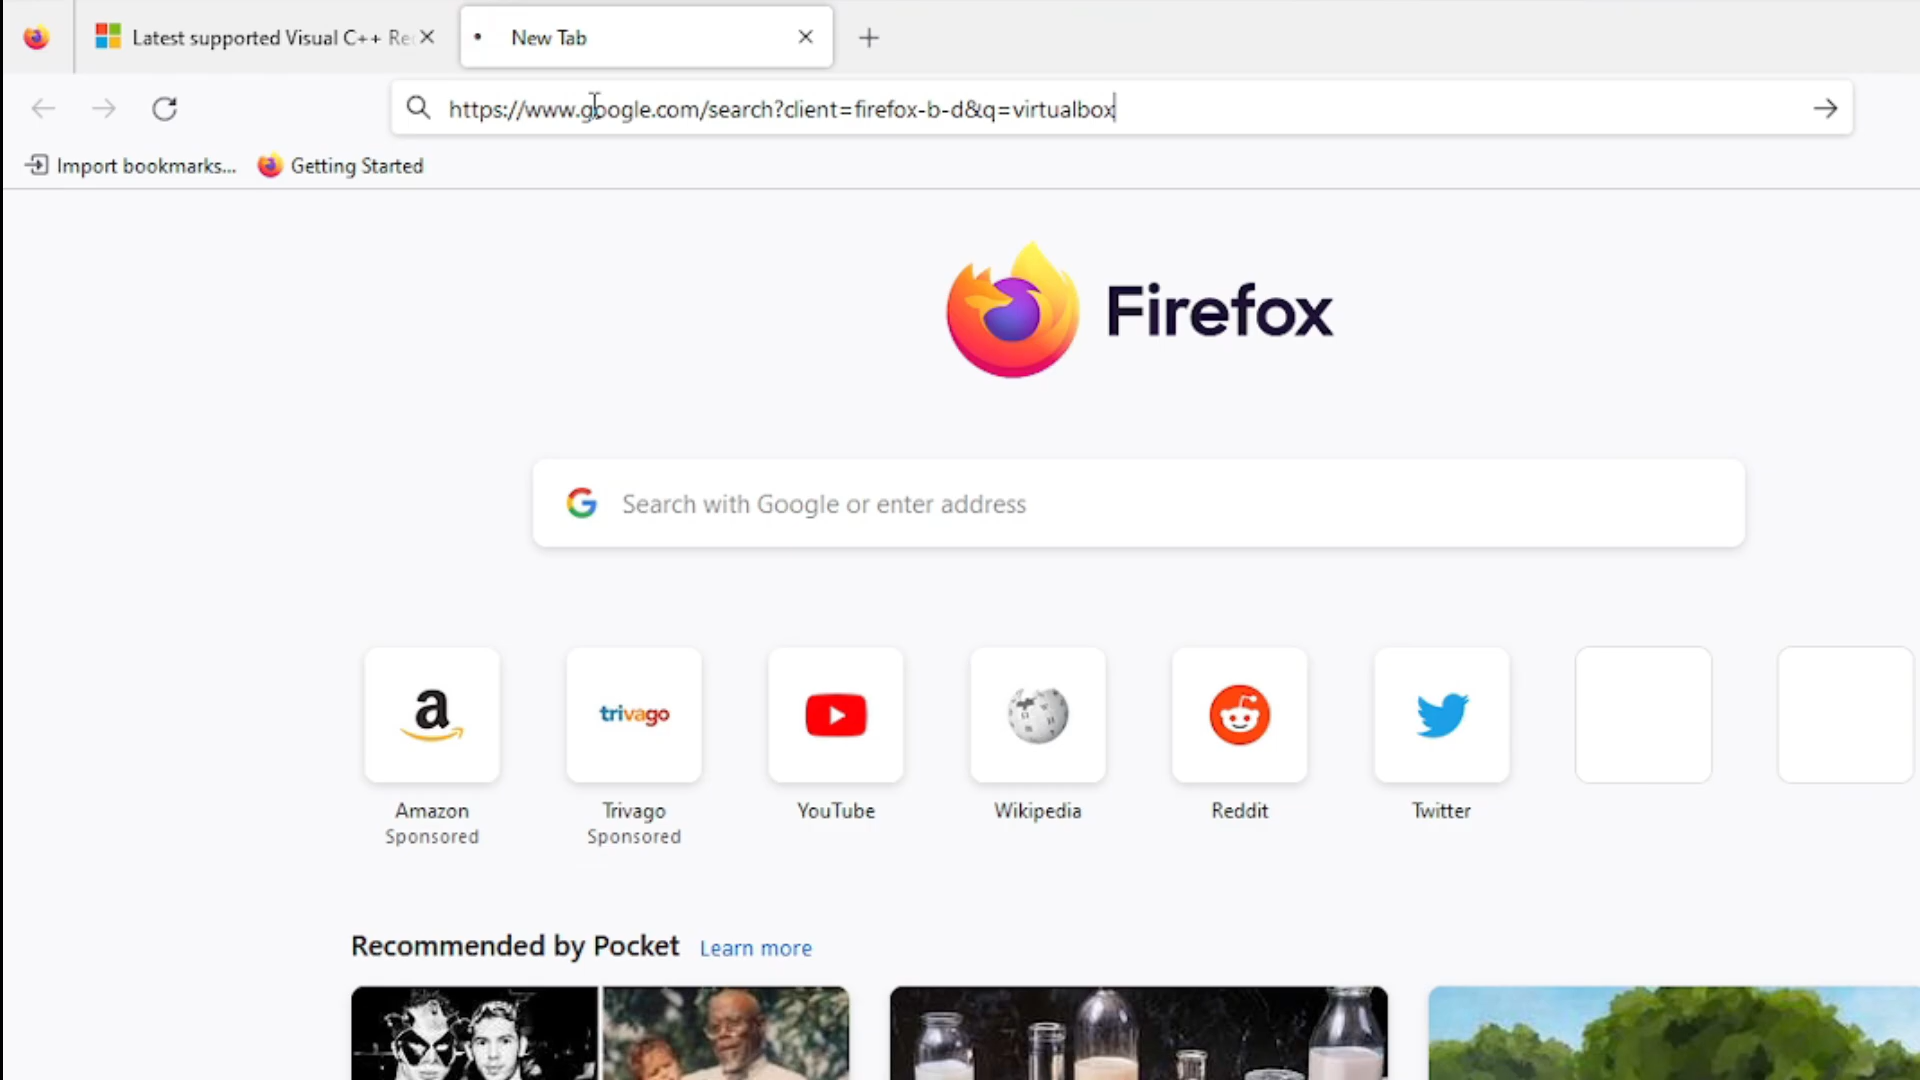 Latest supported Visual C++ Re
New Tab
https://www.google.com/search?client=firefox-b-d&q=virtualbox
Import bookmarks...
Getting Started
Firefox
Search with Google or enter address
a
trivago
Amazon
Sponsored
Trivago
Sponsored
YouTube
Wikipedia
Reddit
Twitter
Recommended by Pocket
Learn more